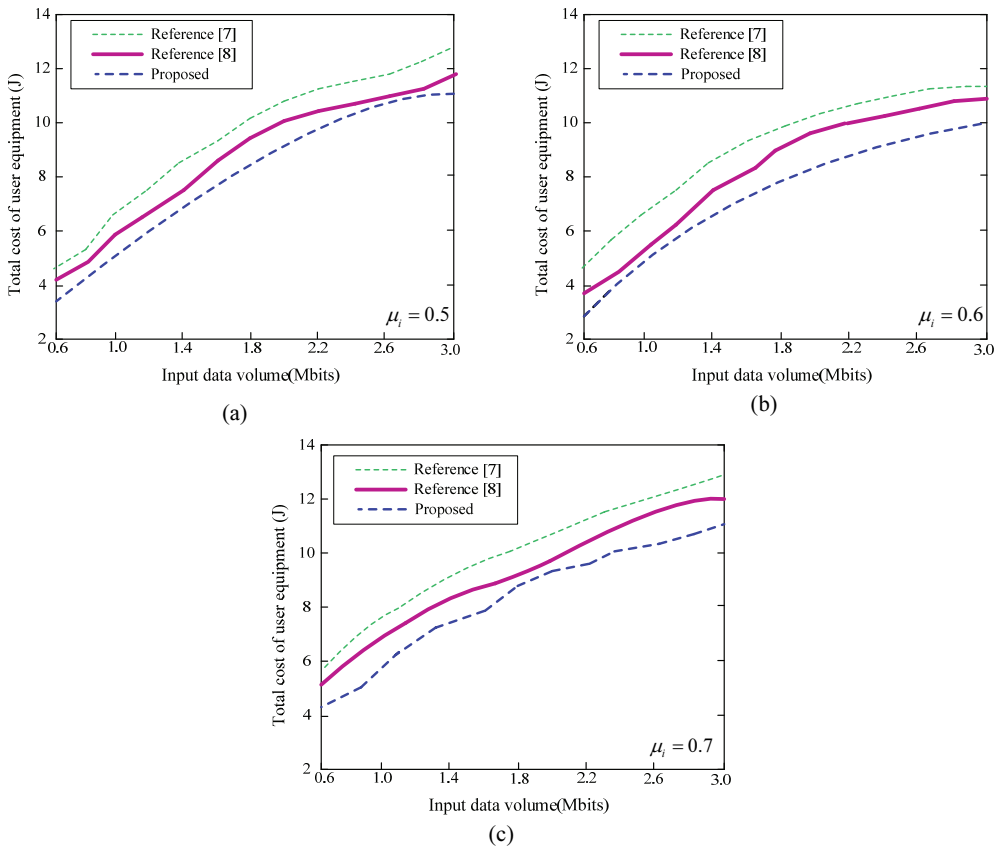 14
12
10
8
6
4
2
Total cost of user equipment (J)
Reference [7]
Reference [8]
Proposed
μi = 0.5
0.6 1.0 1.4 1.8 2.2 2.6 3.0
Input data volume(Mbits)
(a)
14
12
10
8
6
4
2
Total cost of user equipment (J)
Reference [7]
Reference [8]
Proposed
μi = 0.6
0.6 1.0 1.4 1.8 2.2 2.6 3.0
Input data volume(Mbits)
(b)
14
12
10
8
6
4
2
Total cost of user equipment (J)
Reference [7]
Reference [8]
Proposed
μi = 0.7
0.6 1.0 1.4 1.8 2.2 2.6 3.0
Input data volume(Mbits)
(c)